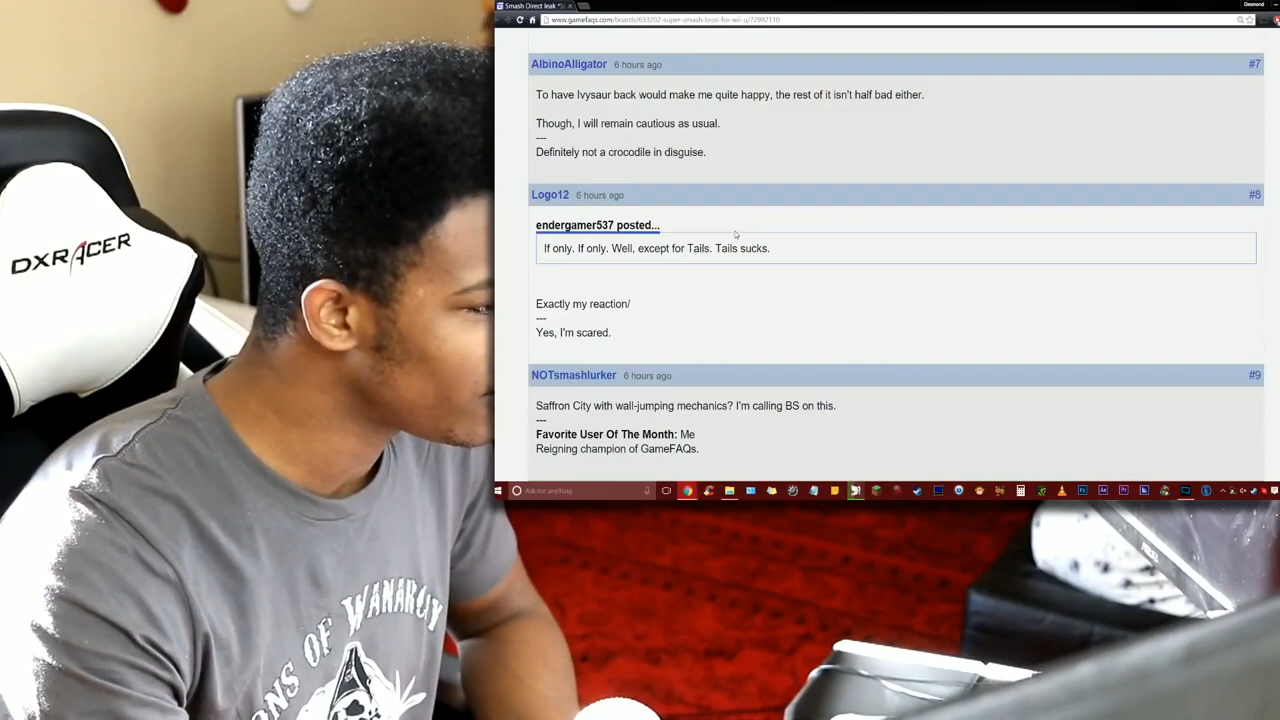 Smash Direct leak
Desmond
www.gamefaqs.com/boards/633202-super-smash-bros-for-wii-u/72992110
AlbinoAlligator 6 hours ago #7
To have Ivysaur back would make me quite happy, the rest of it isn't half bad either.
Though, I will remain cautious as usual.
---
Definitely not a crocodile in disguise.
Logo12 6 hours ago #8
endergamer537 posted...
If only. If only. Well, except for Tails. Tails sucks.
Exactly my reaction/
---
Yes, I'm scared.
NOTsmashlurker 6 hours ago #9
Saffron City with wall-jumping mechanics? I'm calling BS on this.
---
Favorite User Of The Month: Me
Reigning champion of GameFAQs.
Ask me anything
DXRACER
ONS OF WANARCHY